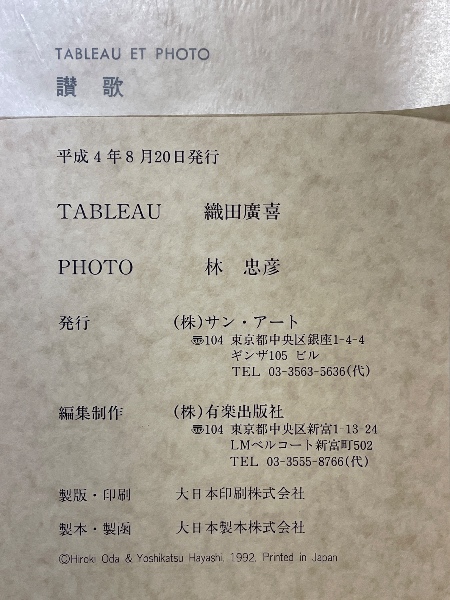 TABLEAU ET PHOTO
讃 歌
平成4年8月20日発行
TABLEAU 織田廣喜
PHOTO 林 忠彦
発行 (株)サン・アート
〠104 東京都中央区銀座1-4-4
ギンザ105 ビル
TEL 03-3563-5636(代)
編集制作 (株)有楽出版社
〠104 東京都中央区新富1-13-24
LMベルコート新富町502
TEL 03-3555-8766(代)
製版・印刷 大日本印刷株式会社
製本・製函 大日本製本株式会社
©Hiroki Oda & Yoshikatsu Hayashi, 1992, Printed in Japan